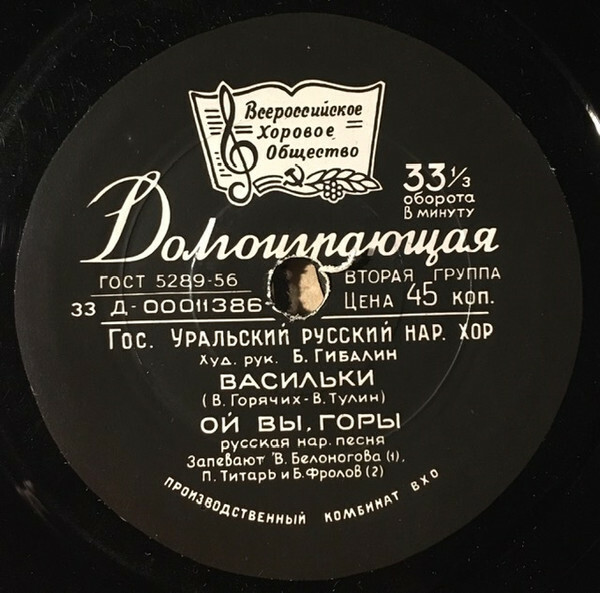 Всероссийское
Хоровое
Общество
33⅓
оборота
в минуту
Долгоиграющая
ГОСТ 5289-56
ВТОРАЯ ГРУППА
33 Д-00011386
Цена 45 коп.
Гос. Уральский русский нар. хор
Худ. рук. Б. Гибалин
ВАСИЛЬКИ
(В. Горячих-В. Тулин)
ОЙ ВЫ, ГОРЫ
русская нар. песня
Запевают В. Белоногова (1),
П. Титарь и Б. Фролов (2)
ПРОИЗВОДСТВЕННЫЙ КОМБИНАТ ВХО